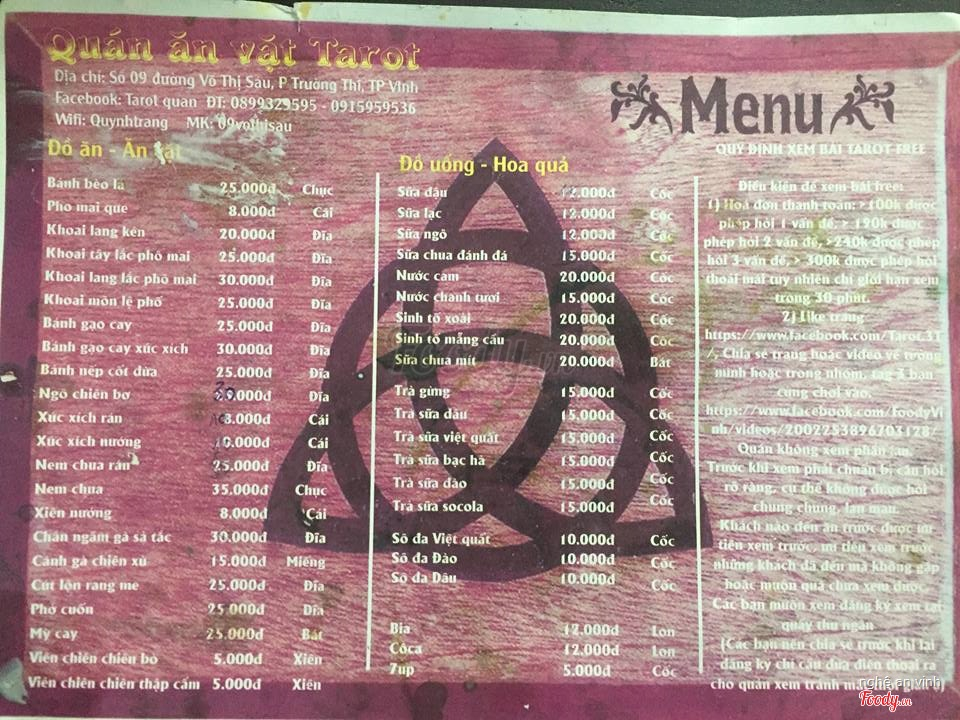 Quán ăn vặt Tarot
Địa chỉ: Số 09 đường Võ Thị Sáu, P Trường Thi, TP Vinh
Facebook: Tarot quan ĐT: 0899329595 - 0915959536
Wifi: Quynhtrang MK: 09vothisau
Menu
QUY ĐỊNH XEM BÀI TAROT FREE
Đồ ăn - Ăn vặt
Bánh bèo lá 25.000đ Chục
Pho mai que 8.000đ Cái
Khoai lang kén 20.000đ Đĩa
Khoai tây lắc phô mai 25.000đ Đĩa
Khoai lang lắc phô mai 30.000đ Đĩa
Khoai môn lệ phố 25.000đ Đĩa
Bánh gạo cay 25.000đ Đĩa
Bánh gạo cay xúc xích 30.000đ Đĩa
Bánh nếp cốt dừa 25.000đ Đĩa
Ngô chiên bơ 20.000đ Đĩa
Xúc xích rán 8.000đ Cái
Xúc xích nướng 10.000đ Cái
Nem chua rán 25.000đ Đĩa
Nem chua 35.000đ Chục
Xiên nướng 8.000đ Cái
Chân ngâm gà sả tắc 30.000đ Đĩa
Cánh gà chiên xù 15.000đ Miếng
Cút lộn rang me 25.000đ Đĩa
Phở cuốn 25 000đ Đĩa
Mỳ cay 25.000đ Bát
Viên chiên chiên bò 5.000đ Xiên
Viên chiên chiên thập cẩm 5.000đ Xiên
Đồ uống - Hoa quả
Sữa đậu 12.000đ Cốc
Sữa lạc 12.000đ Cốc
Sữa ngô 12.000đ Cốc
Sữa chua đánh đá 15.000đ Cốc
Nước cam 20.000đ Cốc
Nước chanh tươi 15.000đ Cốc
Sinh tố xoài 20.000đ Cốc
Sinh tố mãng cầu 20.000đ Cốc
Sữa chua mít 20.000đ Bát
Trà gừng 15.000đ Cốc
Trà sữa dâu 15.000đ Cốc
Trà sữa việt quất 15.000đ Cốc
Trà sữa bạc hà 15.000đ Cốc
Trà sữa đào 15.000đ Cốc
Trà sữa socola 15.000đ Cốc
Sô đa Việt quất 10.000đ Cốc
Sô đa Đào 10.000đ Cốc
Sô đa Dâu 10.000đ Cốc
Bia 12.000đ Lon
Côca 12.000đ Lon
7up 5.000đ Cốc
Điều kiện để xem bài free:
1) Hoá đơn thanh toán: >100k được
phép hỏi 1 vấn đề, > 190k được
phép hỏi 2 vấn đề, >240k được phép
hỏi 3 vấn đề, > 300k được phép hỏi
thoải mái tuy nhiên chỉ giới hạn xem
trong 30 phút.
2) Like trang
https://www.facebook.com/Taroc.3T
/, Chia sẻ trang hoặc video về tường
mình hoặc trong nhóm, tag 3 bạn
cùng chơi vào.
https://www.facebook.com/foodyVi
nh/videos/2002253896703128/
Quán không xem phần tan.
Trước khi xem phải chuẩn bị câu hỏi
rõ ràng, cụ thể không được hỏi
chung chung, lan man.
Khách nào đến ăn trước được ưu
tiên xem trước, ưu tiên xem trước
những khách đã đến mà không gặp
hoặc muộn quá chưa xem được
Các bạn muốn xem đăng ký xem tại
quầy thu ngân
(Các bạn nên chia sẻ trước khi lại
đăng ký chỉ cần đưa điện thoại ra
cho quán xem tránh thời gian)
nghệ an vinh
Foody.vn